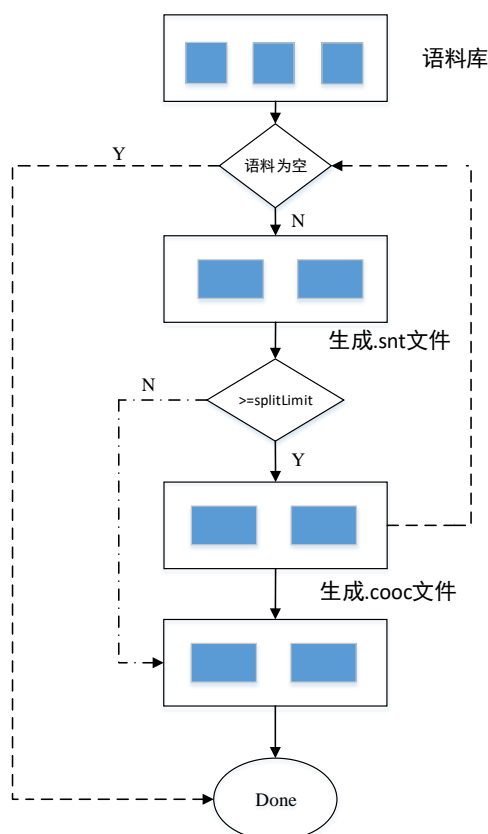 语料库
Y
语料为空
N
生成.snt文件
N
>=splitLimit
Y
生成.cooc文件
Done